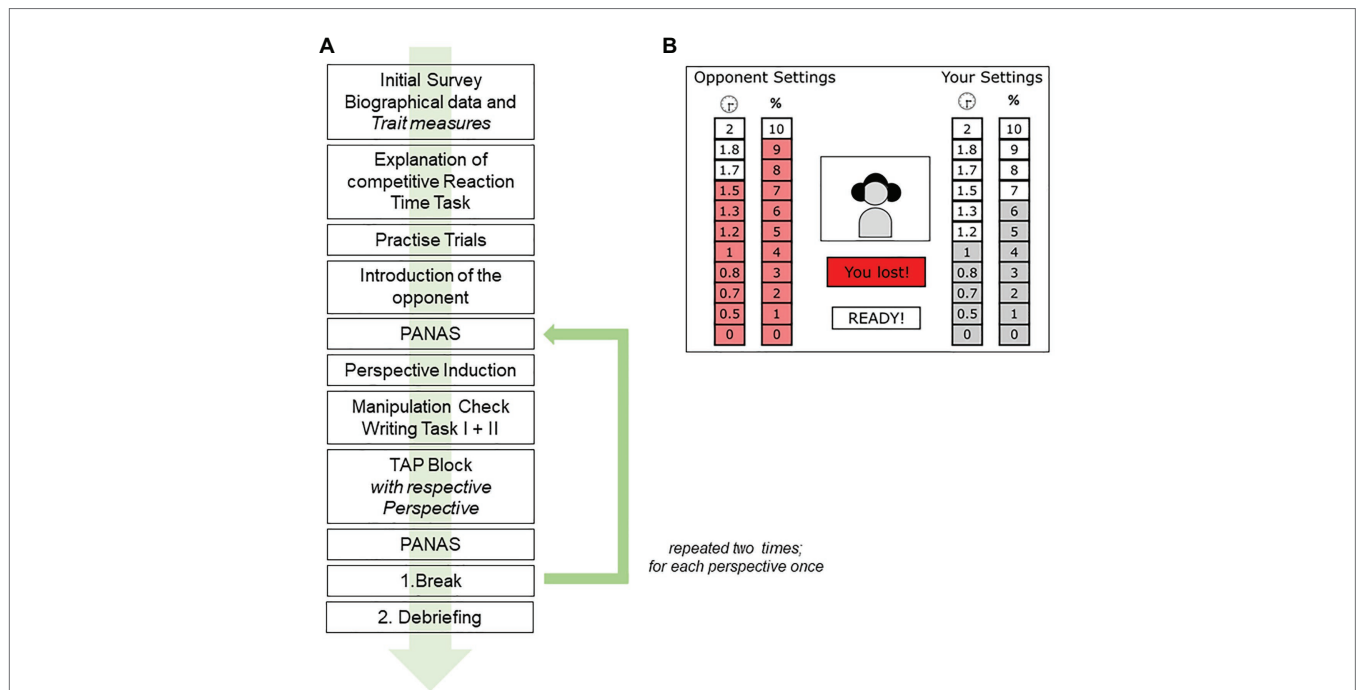 A
Initial Survey
Biographical data and
Trait measures
Explanation of
competitive Reaction
Time Task
Practise Trials
Introduction of the
opponent
PANAS
Perspective Induction
Manipulation Check
Writing Task I + II
TAP Block
with respective
Perspective
PANAS
1.Break
2. Debriefing
repeated two times;
for each perspective once
B
Opponent Settings Your Settings
% %
2 10 2 10
1.8 9 1.8 9
1.7 8 1.7 8
1.5 7 1.5 7
1.3 6 1.3 6
1.2 5 1.2 5
1 4 1 4
0.8 3 0.8 3
0.7 2 0.7 2
0.5 1 0.5 1
0 0 0 0
You lost!
READY!